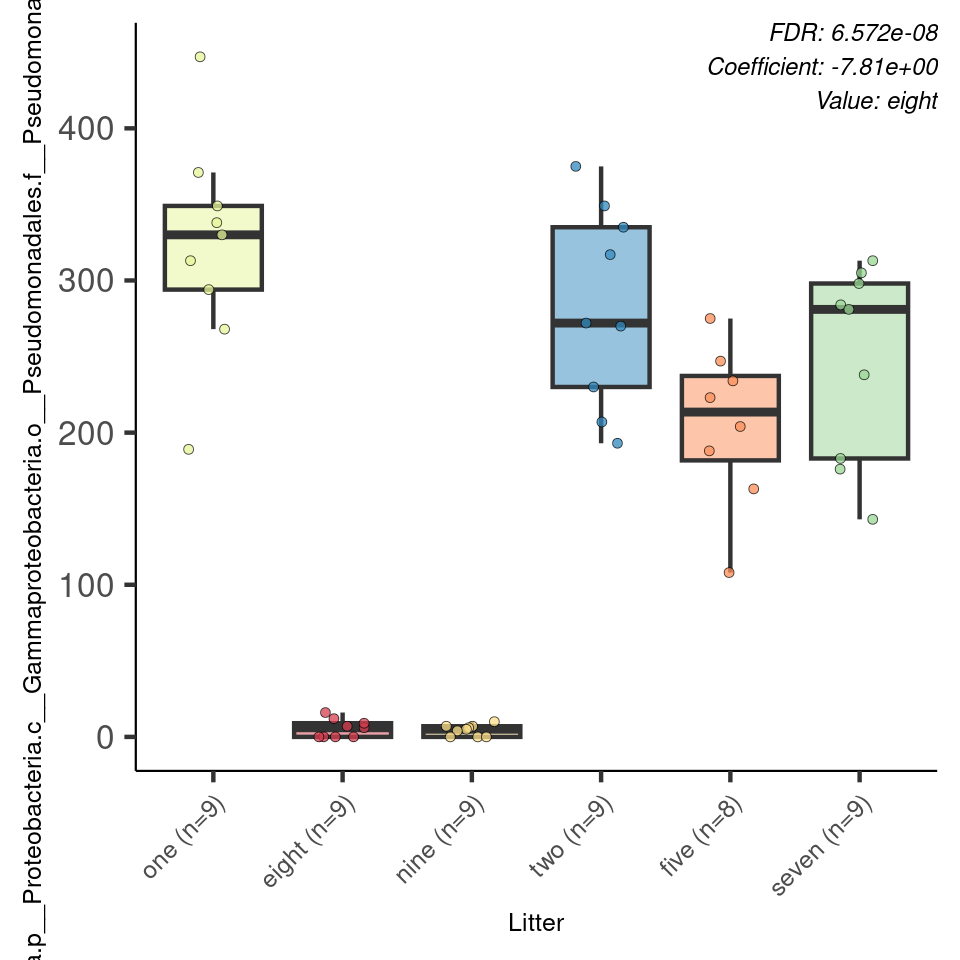 FDR: 6.572e-08
Coefficient: -7.81e+00
Value: eight
a.p__Proteobacteria.c__Gammaproteobacteria.o__Pseudomonadales.f__Pseudomona
400
300
200
100
0
one (n=9)
eight (n=9)
nine (n=9)
two (n=9)
five (n=8)
seven (n=9)
Litter